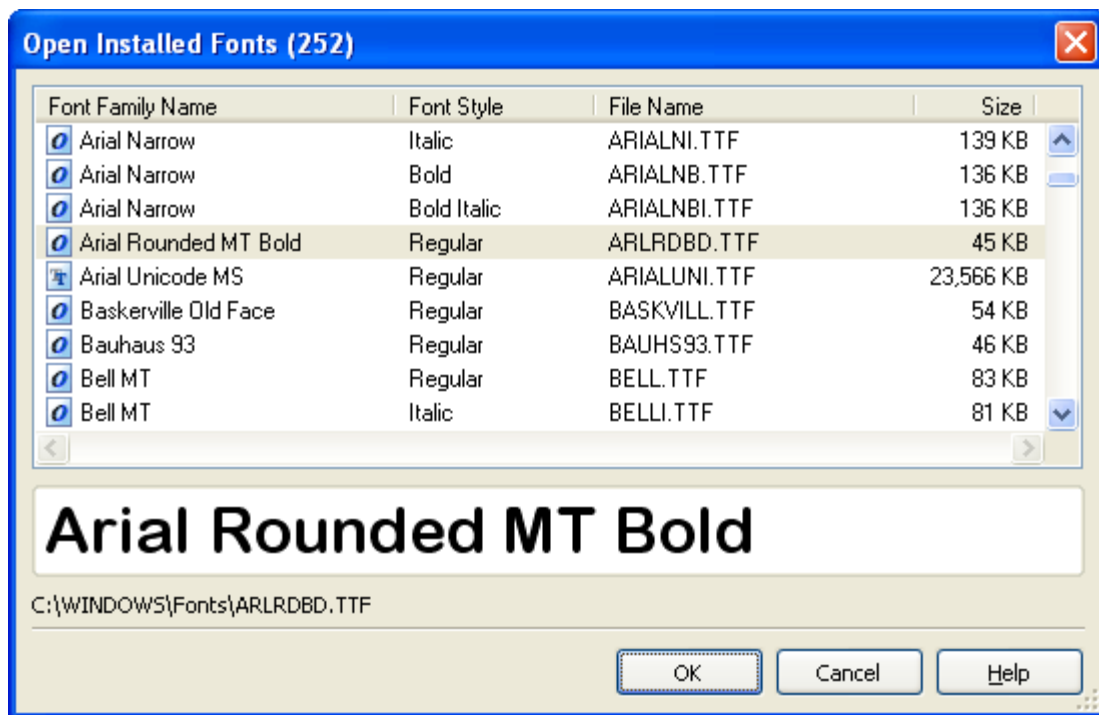 Open Installed Fonts (252)
Font Family Name Font Style File Name Size
Arial Narrow Italic ARIALNI.TTF 139 KB
Arial Narrow Bold ARIALNB.TTF 136 KB
Arial Narrow Bold Italic ARIALNBI.TTF 136 KB
Arial Rounded MT Bold Regular ARLRDBD.TTF 45 KB
Arial Unicode MS Regular ARIALUNI.TTF 23,566 KB
Baskerville Old Face Regular BASKVILL.TTF 54 KB
Bauhaus 93 Regular BAUHS93.TTF 46 KB
Bell MT Regular BELL.TTF 83 KB
Bell MT Italic BELLI.TTF 81 KB
Arial Rounded MT Bold
C:\WINDOWS\Fonts\ARLRDBD.TTF
OK Cancel Help